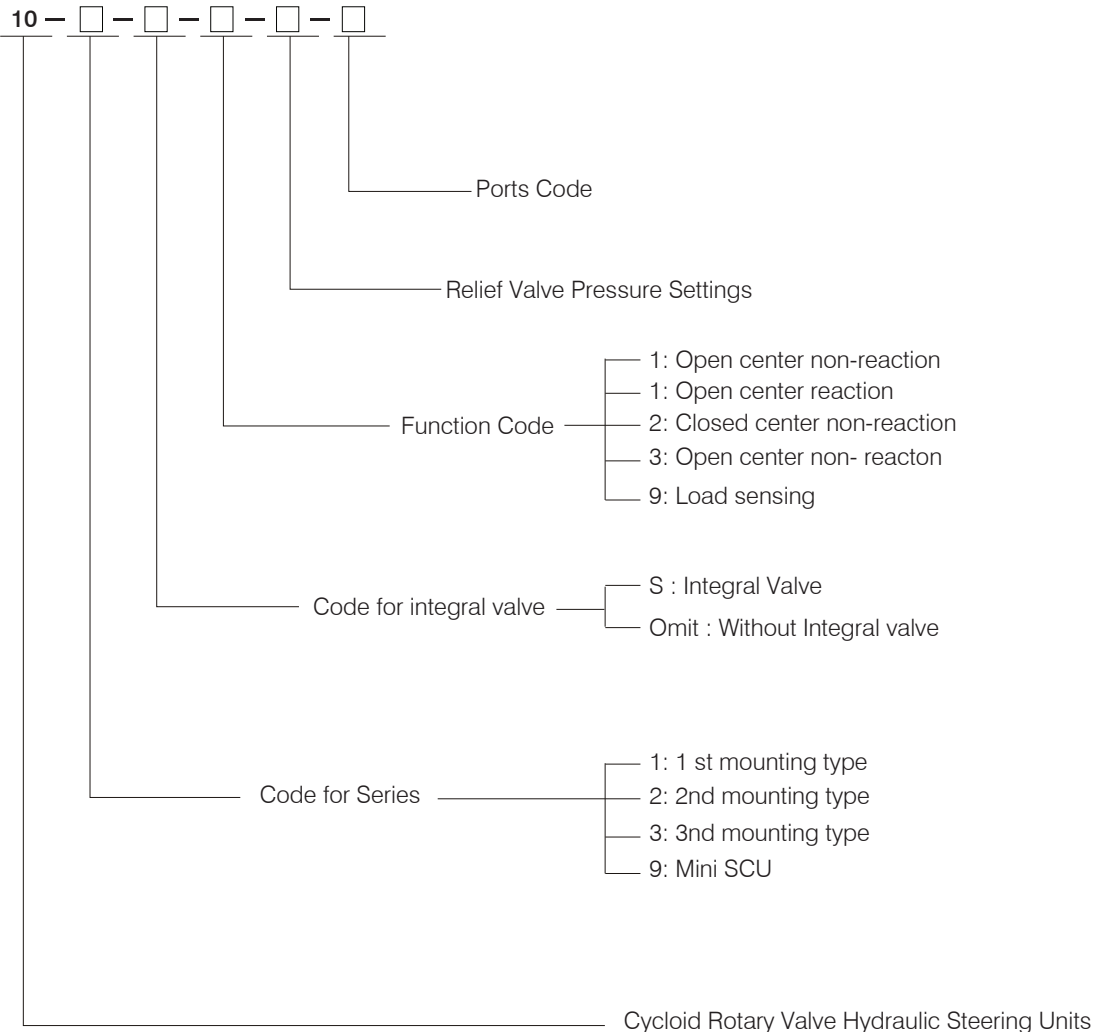 10 – □ – □ – □ – □ – □
Ports Code
Relief Valve Pressure Settings
Function Code
1: Open center non-reaction
1: Open center reaction
2: Closed center non-reaction
3: Open center non- reacton
9: Load sensing
Code for integral valve
S : Integral Valve
Omit : Without Integral valve
Code for Series
1: 1 st mounting type
2: 2nd mounting type
3: 3nd mounting type
9: Mini SCU
Cycloid Rotary Valve Hydraulic Steering Units